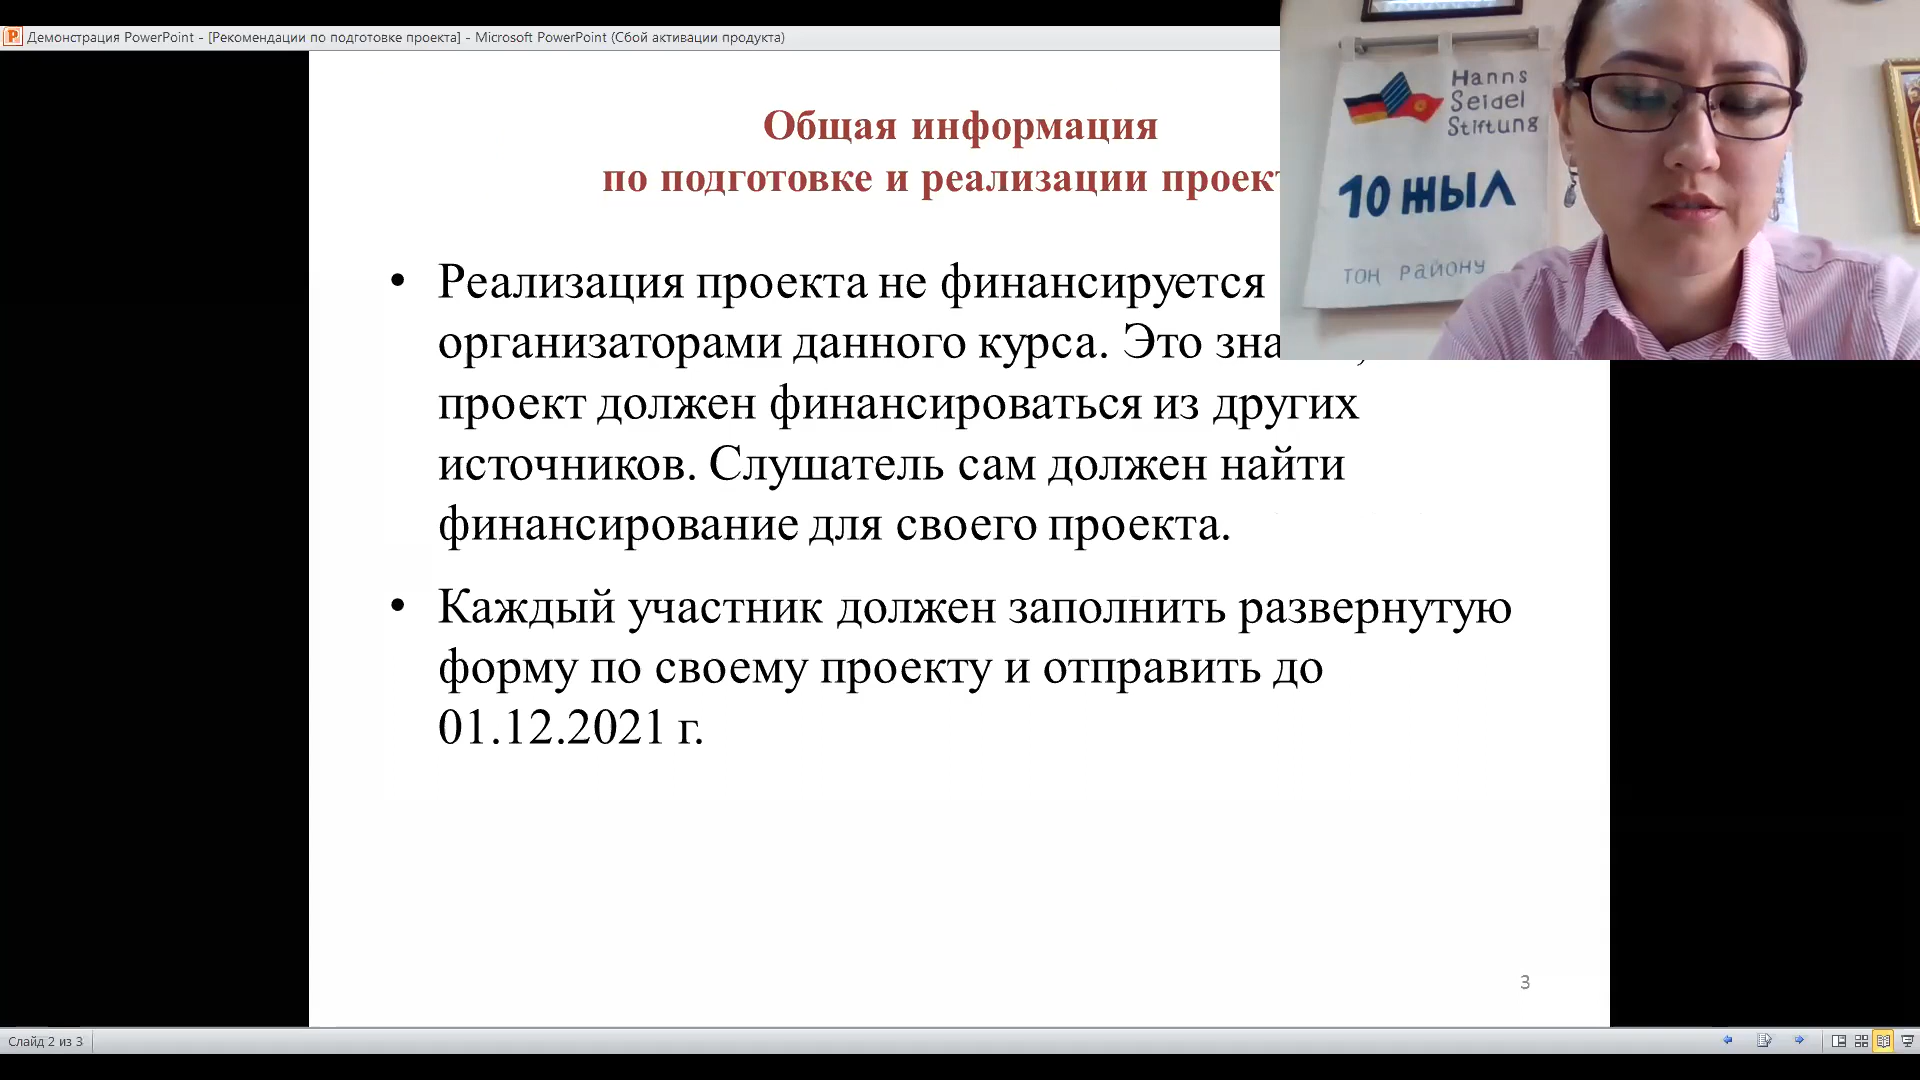 Демонстрация PowerPoint - [Рекомендации по подготовке проекта] - Microsoft PowerPoint (Сбой активации продукта)
Общая информация
по подготовке и реализации
Реализация проекта не финансируется
организаторами данного курса. Это
проект должен финансироваться из других
источников. Слушатель сам должен найти
финансирование для своего проекта.
Каждый участник должен заполнить развернутую
форму по своему проекту и отправить до
01.12.2021 г.
3
Слайд 2 из 3
Hanns
Seidel
Stiftung
10 ЖЫЛ
ТОҢ РАЙОНУ